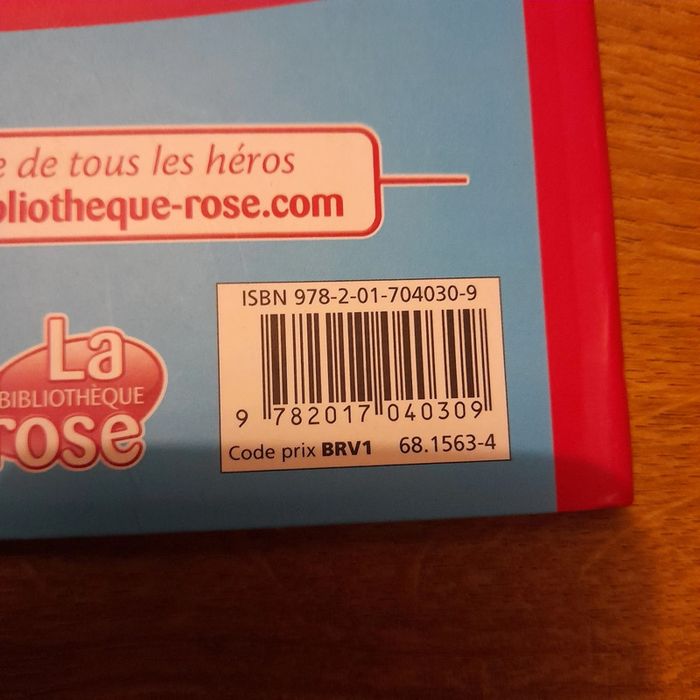 e de tous les héros
bliotheque-rose.com
ISBN 978-2-01-704030-9
9 782017 040309
Code prix BRV1 68.1563-4
La
BIBLIOTHÈQUE
rose